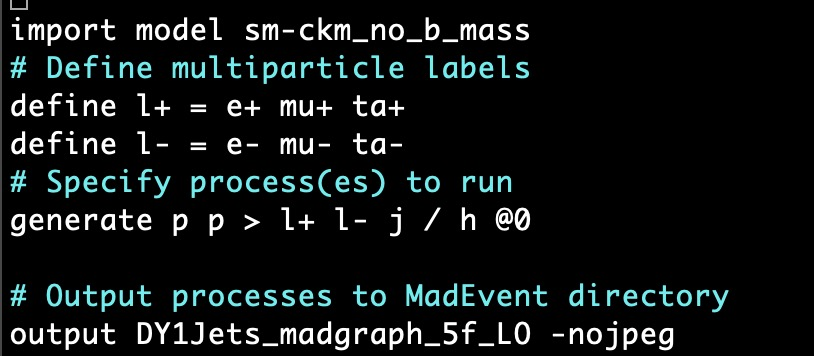 import model sm-ckm_no_b_mass
# Define multiparticle labels
define l+ = e+ mu+ ta+
define l- = e- mu- ta-
# Specify process(es) to run
generate p p > l+ l- j / h @0
# Output processes to MadEvent directory
output DY1Jets_madgraph_5f_LO -nojpeg